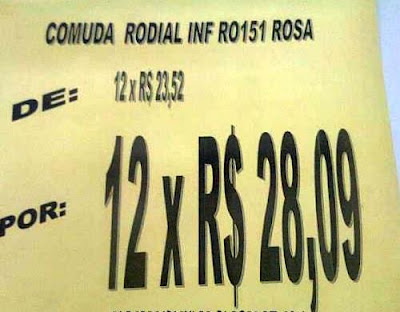 COMUDA RODIAL INF RO151 ROSA
DE: 12 x R$ 23,52
POR: 12 x R$ 28,09